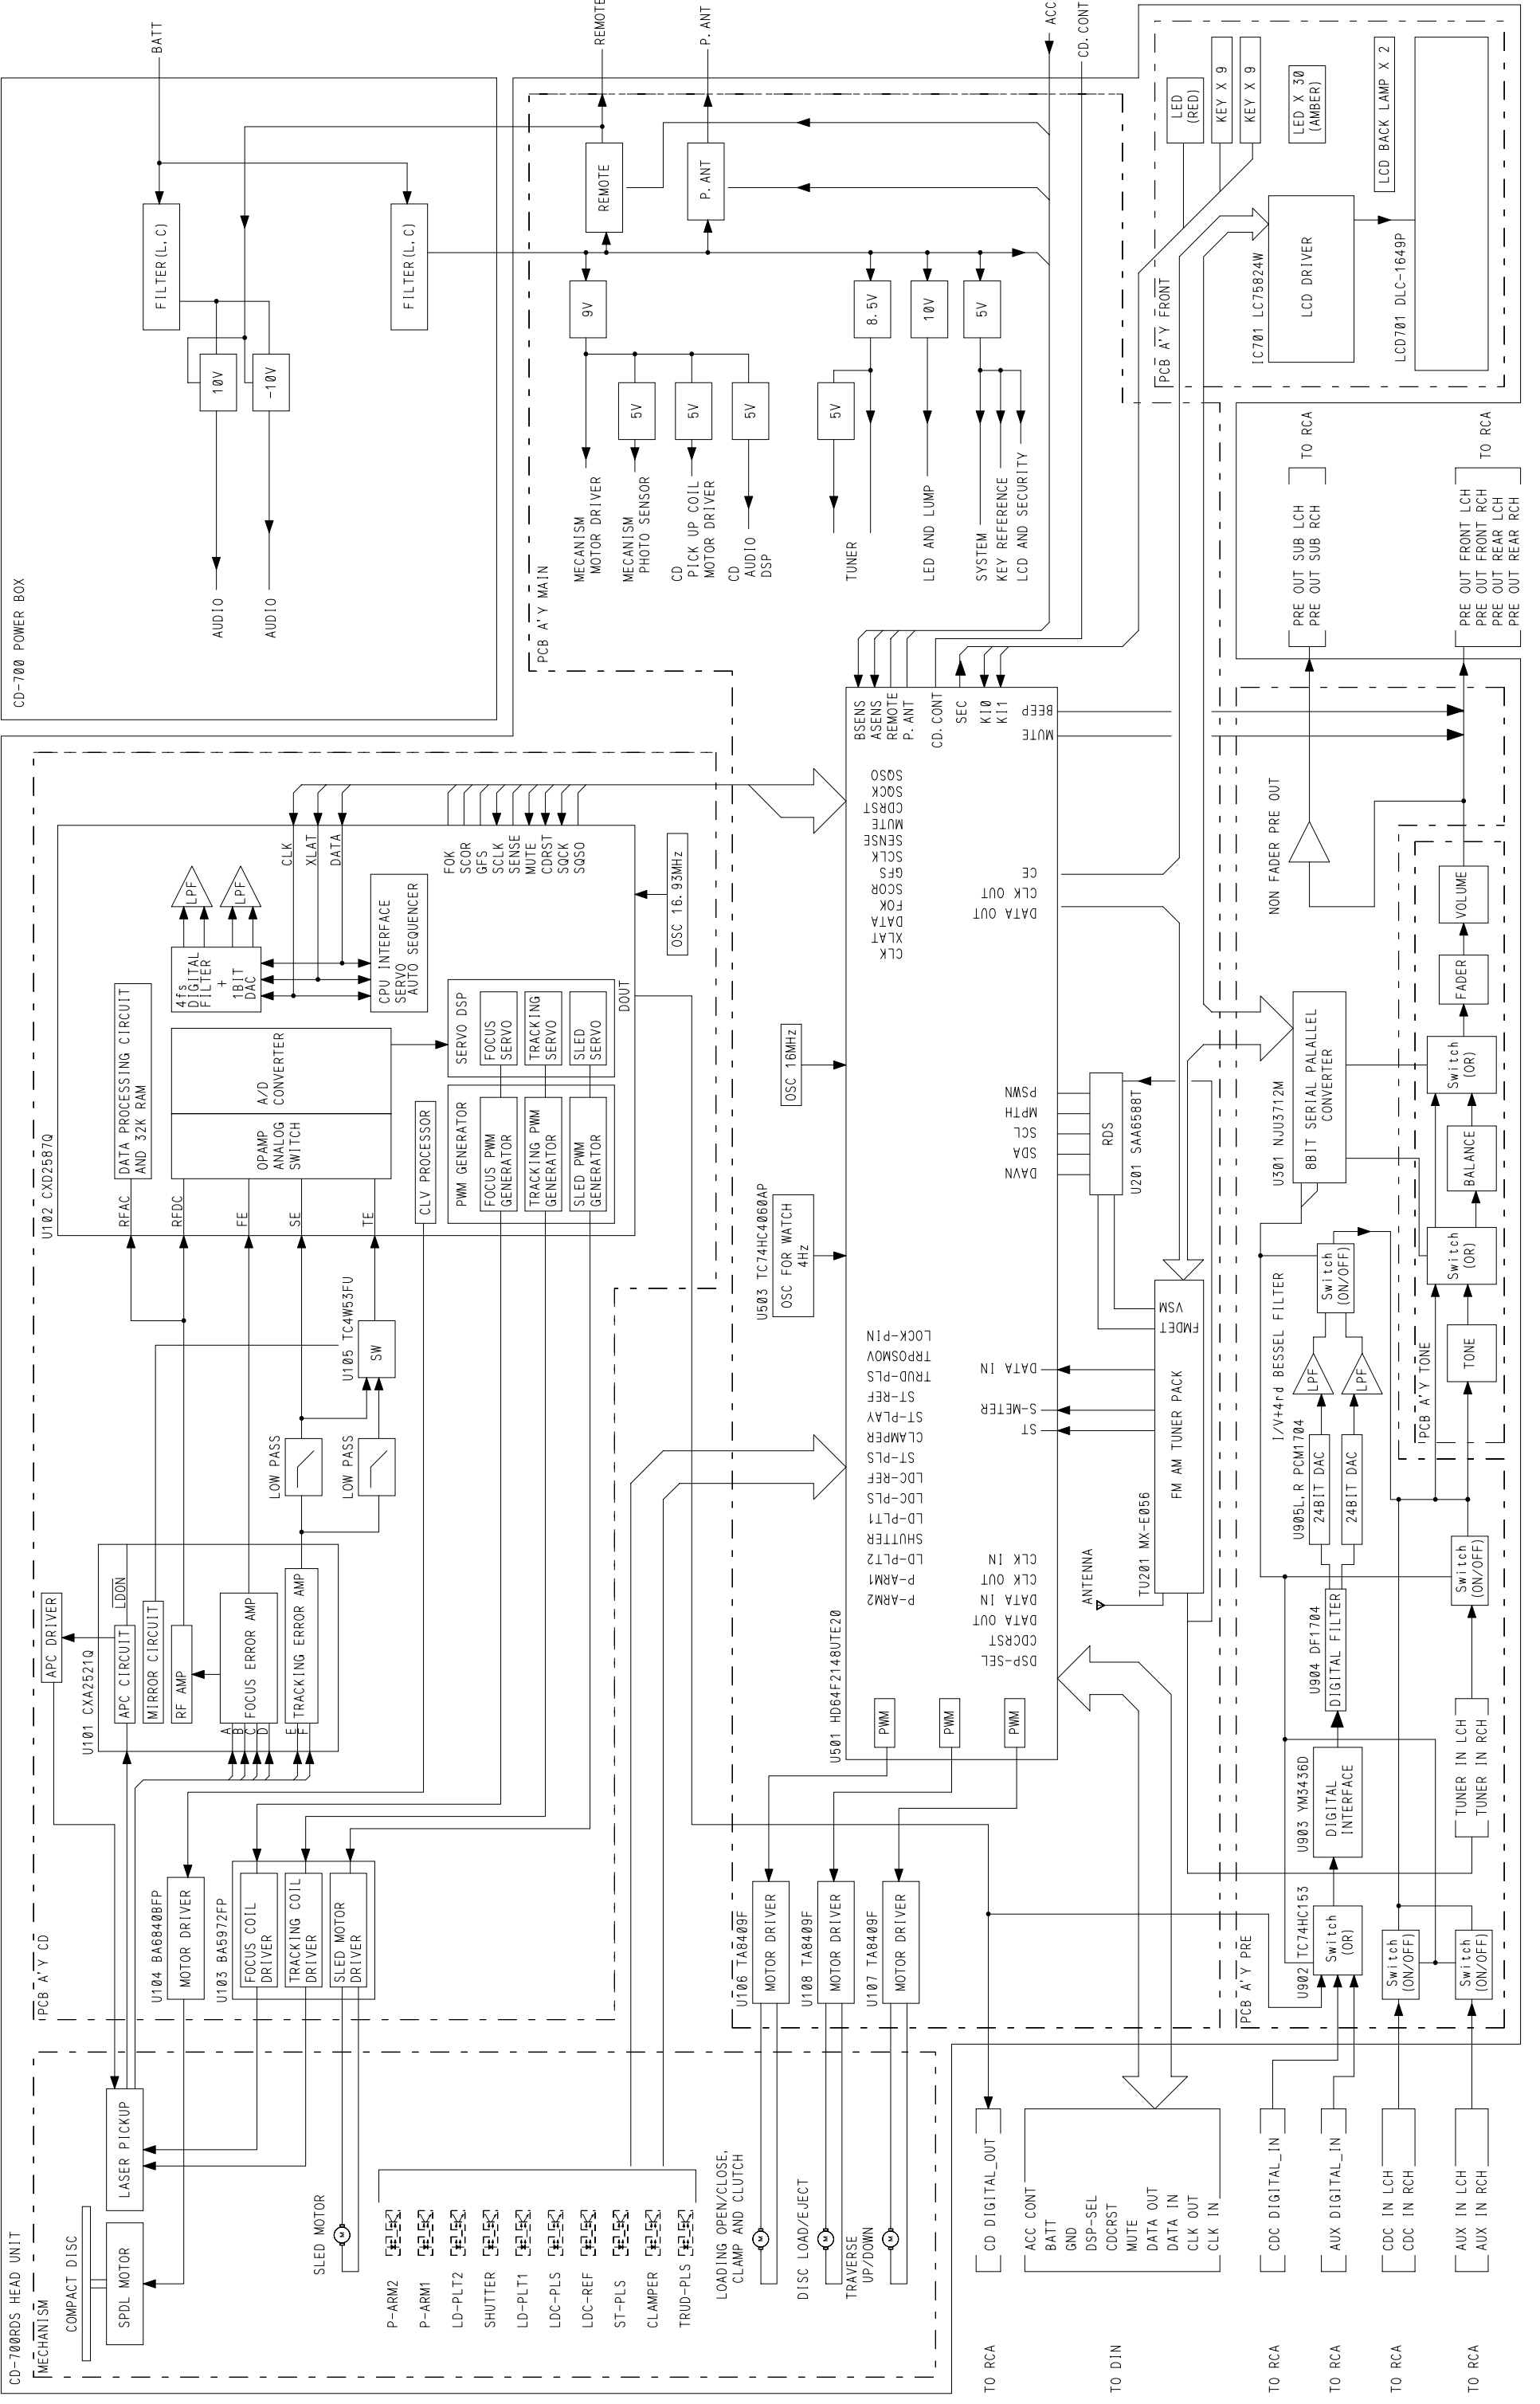 CD-700RDS HEAD UNIT
MECHANISM
COMPACT DISC
SPDL MOTOR
LASER PICKUP
SLED MOTOR
M
P-ARM2
P-ARM1
LD-PLT2
SHUTTER
LD-PLT1
LDC-PLS
LDC-REF
ST-PLS
CLAMPER
TRUD-PLS
LOADING OPEN/CLOSE,
CLAMP AND CLUTCH
M
DISC LOAD/EJECT
M
TRAVERSE
UP/DOWN
M
PCB A'Y CD
APC DRIVER
U101 CXA2521Q
APC CIRCUIT
LDON
MIRROR CIRCUIT
RF AMP
FOCUS ERROR AMP
TRACKING ERROR AMP
A
B
C
D
E
F
U104 BA6840BFP
MOTOR DRIVER
U103 BA5972FP
FOCUS COIL
DRIVER
TRACKING COIL
DRIVER
SLED MOTOR
DRIVER
LOW PASS
LOW PASS
U105 TC4W53FU
SW
U102 CXD2587Q
RFAC
RFDC
FE
SE
TE
DATA PROCESSING CIRCUIT
AND 32K RAM
OPAMP
ANALOG
SWITCH
A/D
CONVERTER
CLV PROCESSOR
PWM GENERATOR
FOCUS PWM
GENERATOR
TRACKING PWM
GENERATOR
SLED PWM
GENERATOR
SERVO DSP
FOCUS
SERVO
TRACKING
SERVO
SLED
SERVO
DOUT
4fs
DIGITAL
FILTER
+
1BIT
DAC
LPF
LPF
CPU INTERFACE
SERVO
AUTO SEQUENCER
CLK
XLAT
DATA
FOK
SCOR
GFS
SCLK
SENSE
MUTE
CDRST
SQCK
SQSO
OSC 16.93MHz
CD-700 POWER BOX
BATT
FILTER(L,C)
FILTER(L,C)
10V
-10V
AUDIO
AUDIO
REMOTE
P.ANT
ACC
CD.CONT
PCB A'Y MAIN
REMOTE
P.ANT
9V
5V
5V
5V
8.5V
5V
10V
5V
MECANISM
MOTOR DRIVER
MECANISM
PHOTO SENSOR
CD
PICK UP COIL
MOTOR DRIVER
CD
AUDIO
DSP
TUNER
LED AND LUMP
SYSTEM
KEY REFERENCE
LCD AND SECURITY
U106 TA8409F
MOTOR DRIVER
U108 TA8409F
MOTOR DRIVER
U107 TA8409F
MOTOR DRIVER
U501 HD64F2148UTE20
PWM
PWM
PWM
P-ARM2
P-ARM1
LD-PLT2
SHUTTER
LD-PLT1
LDC-PLS
LDC-REF
ST-PLS
CLAMPER
ST-PLAY
ST-REF
TRUD-PLS
TRPOSMOV
LOCK-PIN
DSP-SEL
CDCRST
DATA OUT
DATA IN
CLK OUT
CLK IN
ST
S-METER
DATA IN
DAVN
SDA
SCL
MPTH
PSWN
CLK
XLAT
DATA
FOK
SCOR
GFS
SCLK
SENSE
MUTE
CDRST
SQCK
SQSO
DATA OUT
CLK OUT
CE
MUTE
BEEP
BSENS
ASENS
REMOTE
P.ANT
CD.CONT
SEC
KI0
KI1
U503 TC74HC4060AP
OSC FOR WATCH
4Hz
OSC 16MHz
RDS
U201 SAA6588T
ANTENNA
TU201 MX-E056
FM AM TUNER PACK
FMDET
VSM
PCB A'Y FRONT
LED
(RED)
KEY X 9
KEY X 9
LED X 30
(AMBER)
LCD BACK LAMP X 2
IC701 LC75824W
LCD DRIVER
LCD701 DLC-1649P
PCB A'Y PRE
U902 TC74HC153
Switch
(OR)
U903 YM3436D
DIGITAL
INTERFACE
U904 DF1704
DIGITAL FILTER
U905L,R PCM1704
24BIT DAC
24BIT DAC
I/V+4rd BESSEL FILTER
LPF
LPF
Switch
(ON/OFF)
U301 NJU3712M
8BIT SERIAL PALALLEL
CONVERTER
Switch
(ON/OFF)
Switch
(ON/OFF)
TUNER IN LCH
TUNER IN RCH
Switch
(ON/OFF)
PCB A'Y TONE
TONE
Switch
(OR)
BALANCE
Switch
(OR)
FADER
VOLUME
NON FADER PRE OUT
PRE OUT SUB LCH
PRE OUT SUB RCH
TO RCA
PRE OUT FRONT LCH
PRE OUT FRONT RCH
PRE OUT REAR LCH
PRE OUT REAR RCH
TO RCA
TO RCA
CD DIGITAL_OUT
TO DIN
ACC CONT
BATT
GND
DSP-SEL
CDCRST
MUTE
DATA OUT
DATA IN
CLK OUT
CLK IN
TO RCA
CDC DIGITAL_IN
TO RCA
AUX DIGITAL_IN
TO RCA
CDC IN LCH
CDC IN RCH
TO RCA
AUX IN LCH
AUX IN RCH